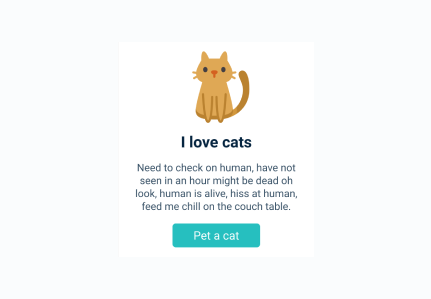 I love cats
Need to check on human, have not
seen in an hour might be dead oh
look, human is alive, hiss at human,
feed me chill on the couch table.
Pet a cat